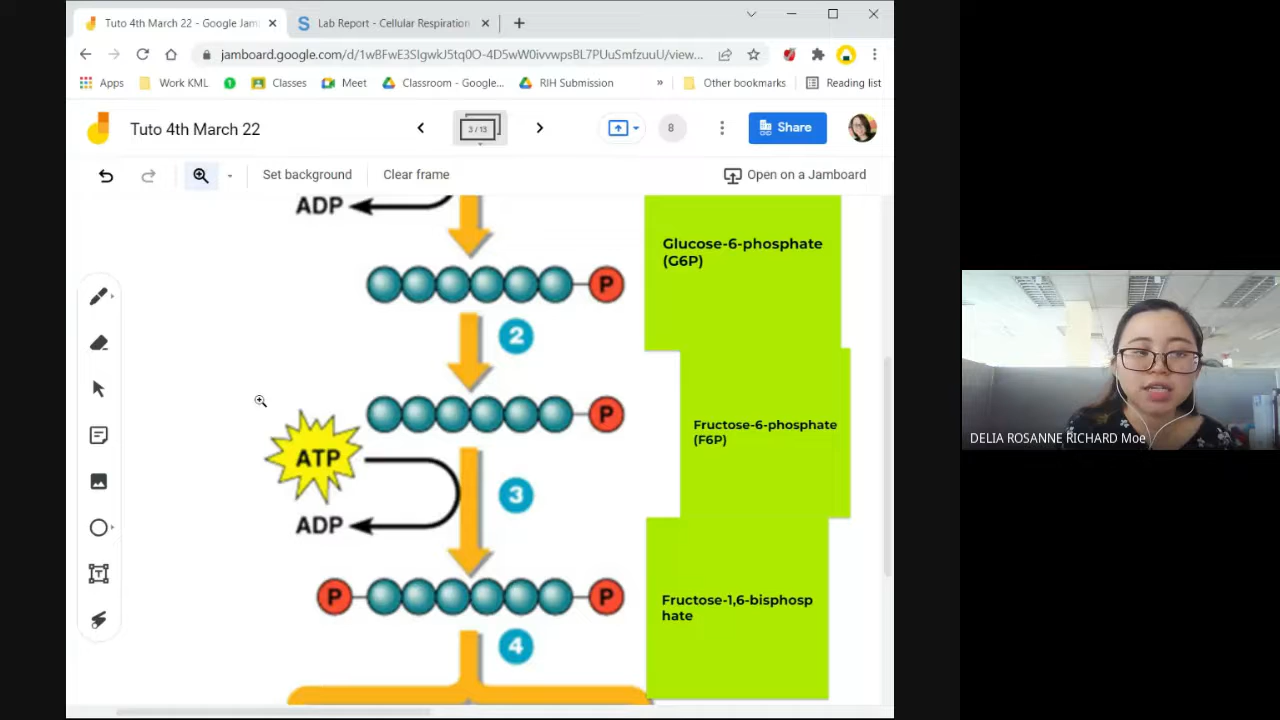 Tuto 4th March 22 - Google Jam
Lab Report - Cellular Respiration
jamboard.google.com/d/
Apps Work KML 1 Classes Meet Classroom - Google... RIH Submission » Other bookmarks Reading list
Tuto 4th March 22
3 / 13
8
Share
Set background
Clear frame
Open on a Jamboard
ADP
Glucose-6-phosphate
(G6P)
P
2
P
Fructose-6-phosphate
(F6P)
ATP
3
ADP
P
P
Fructose-1,6-bisphosp
hate
4
DELIA ROSANNE RICHARD Moe